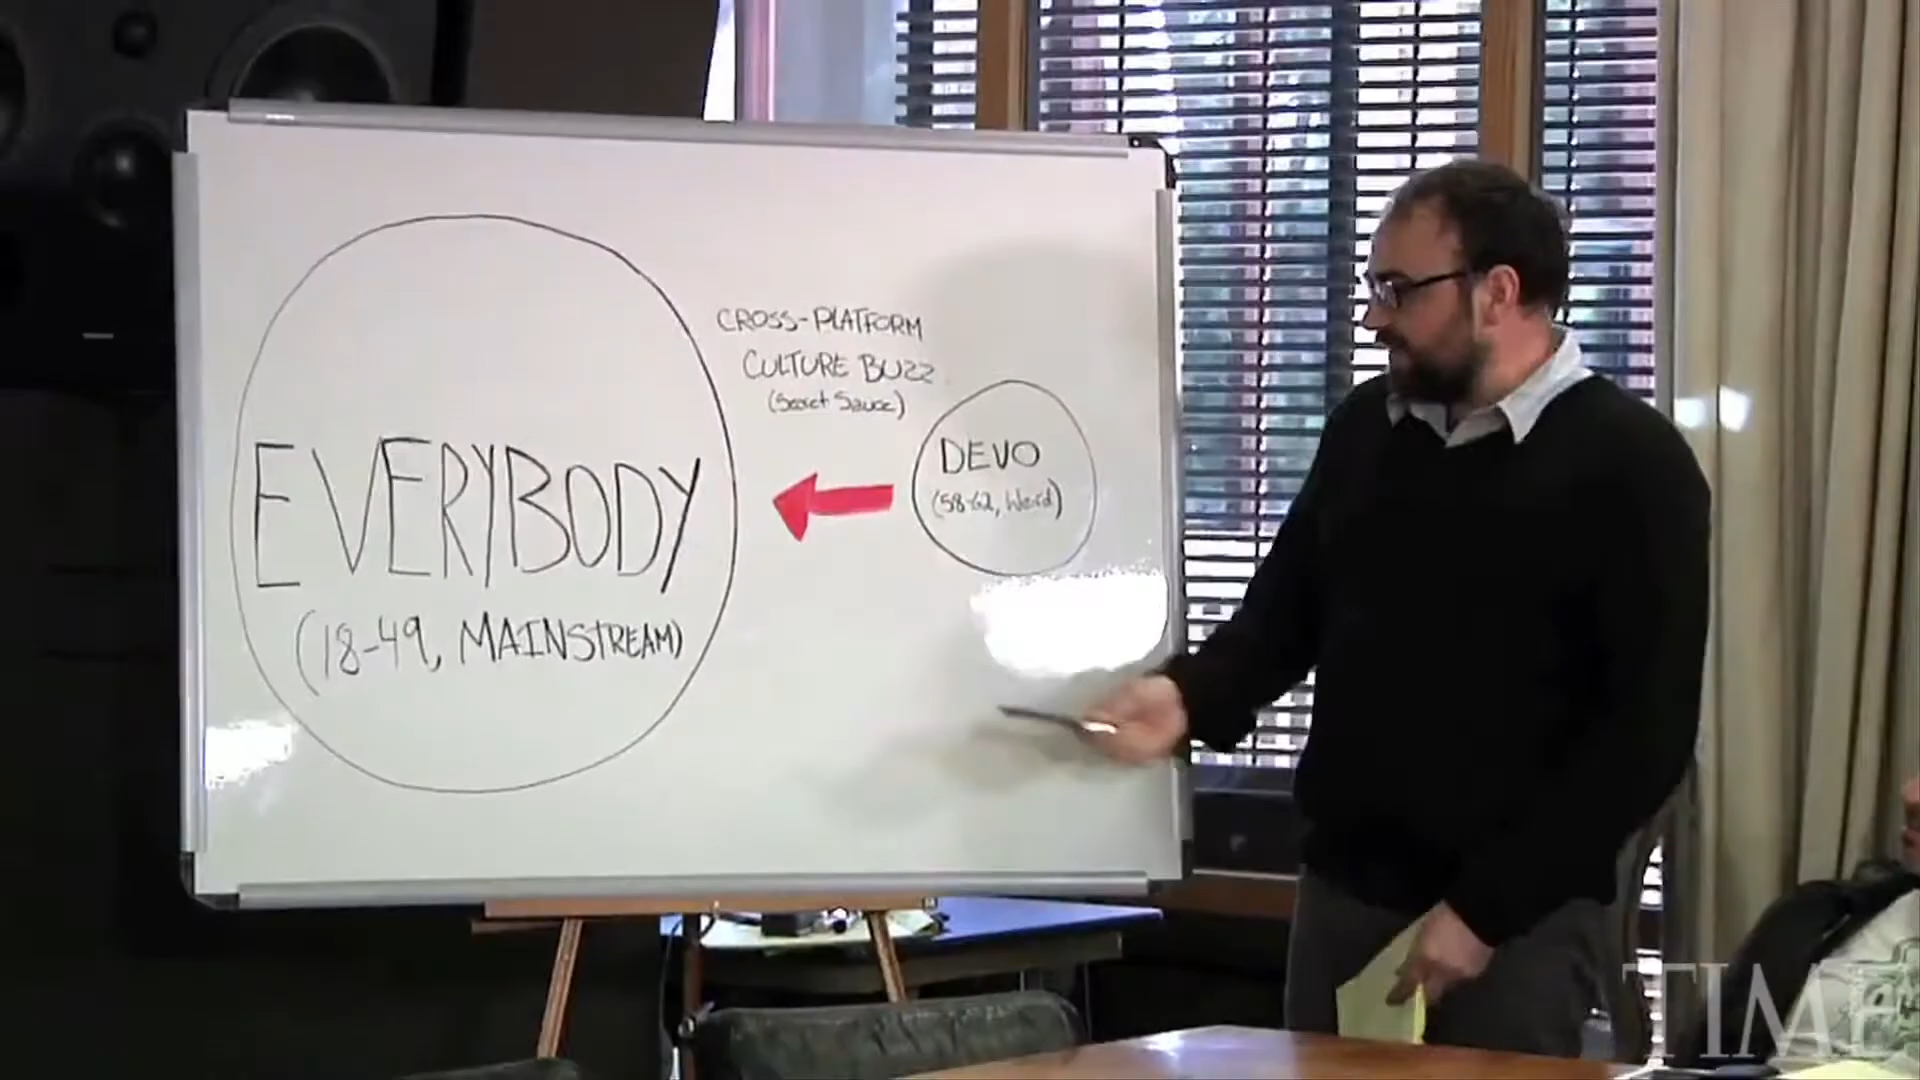 CROSS-PLATFORM
CULTURE BUZZ
(Secret Sauce)
EVERYBODY
(18-49, MAINSTREAM)
DEVO
(58-62, Weird)
TIME